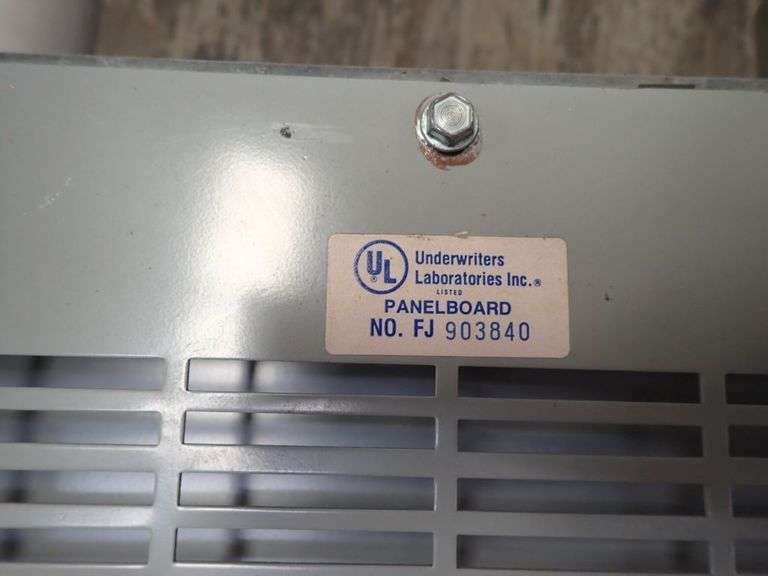 UL
Underwriters
Laboratories Inc.®
LISTED
PANELBOARD
NO. FJ 903840